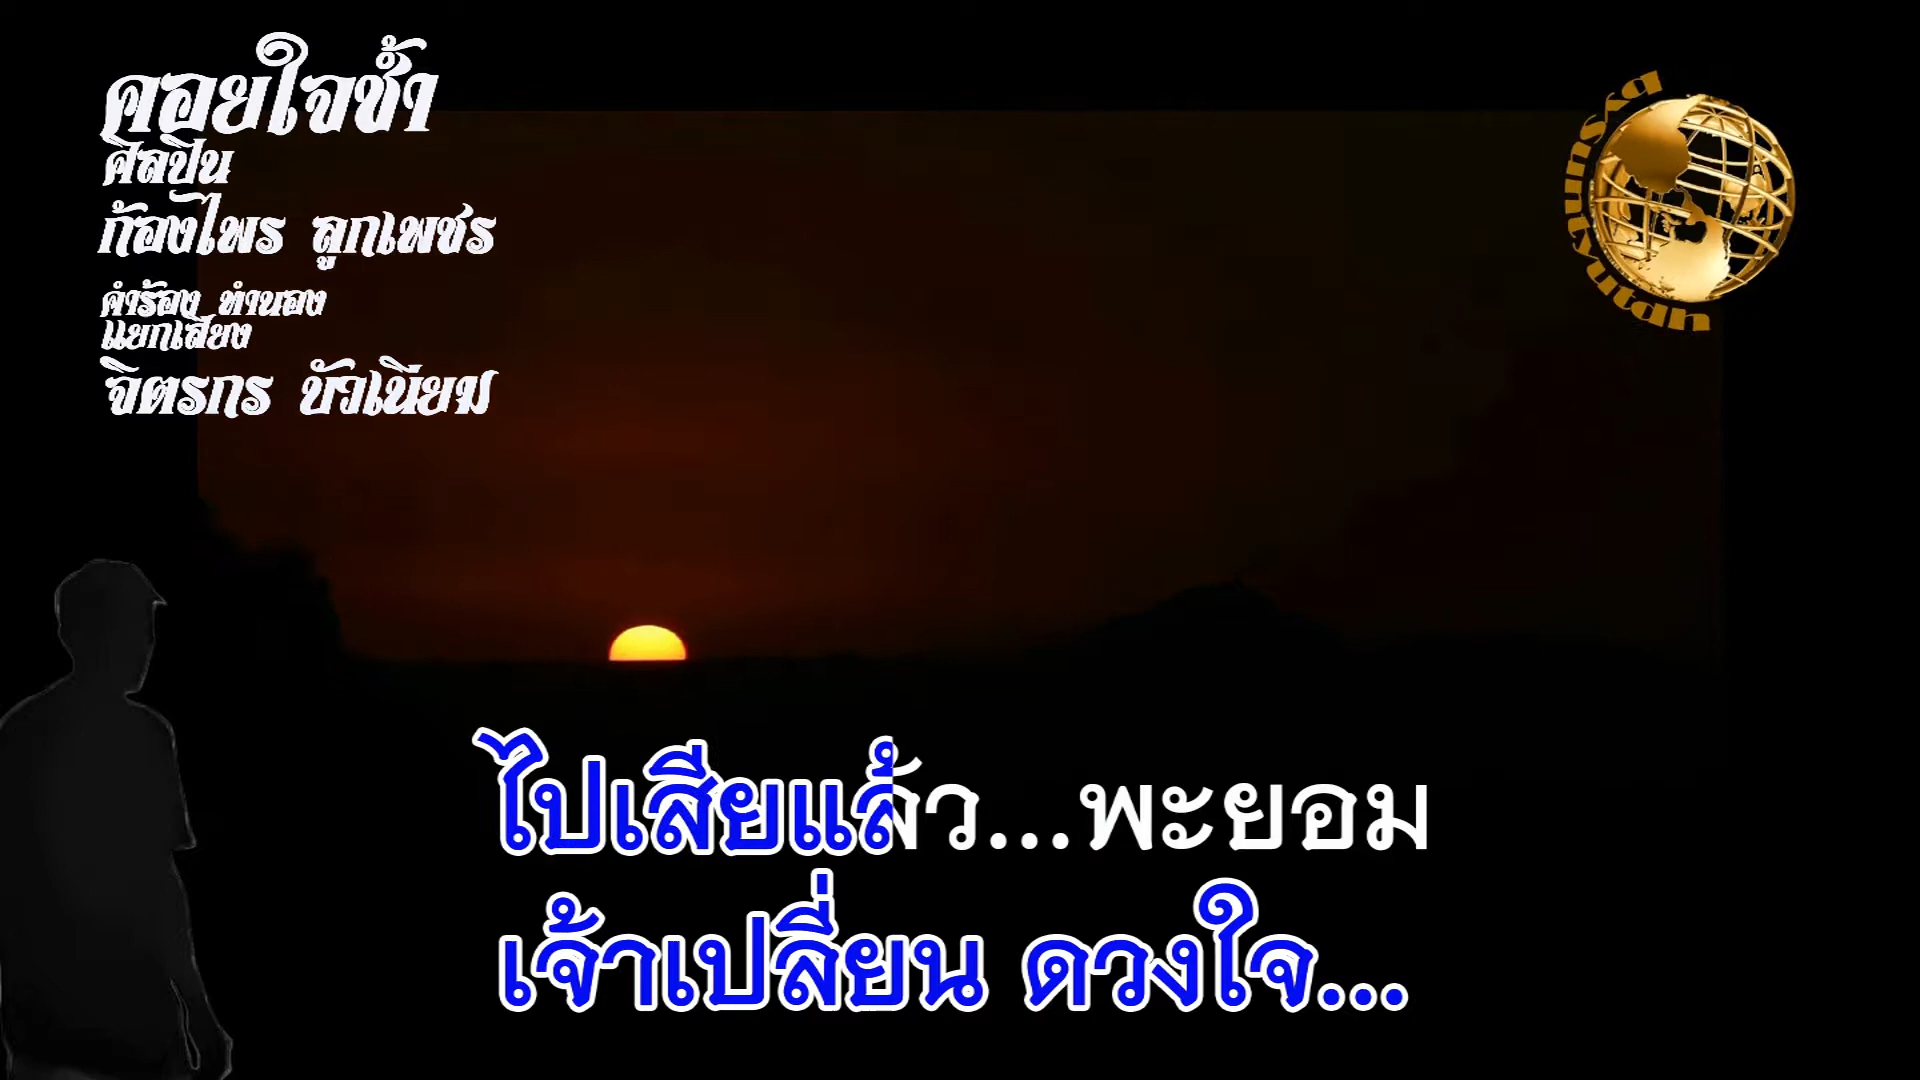 คอยใจช้ำ
ศิลปิน
ก้องไพร ลูกเพชร
คำร้อง ทำนอง
แยกเสียง
จิตรกร บัวเนียม
bysunkyutah
ไปเสียแล้ว...พะยอม
เจ้าเปลี่ยน ดวงใจ...